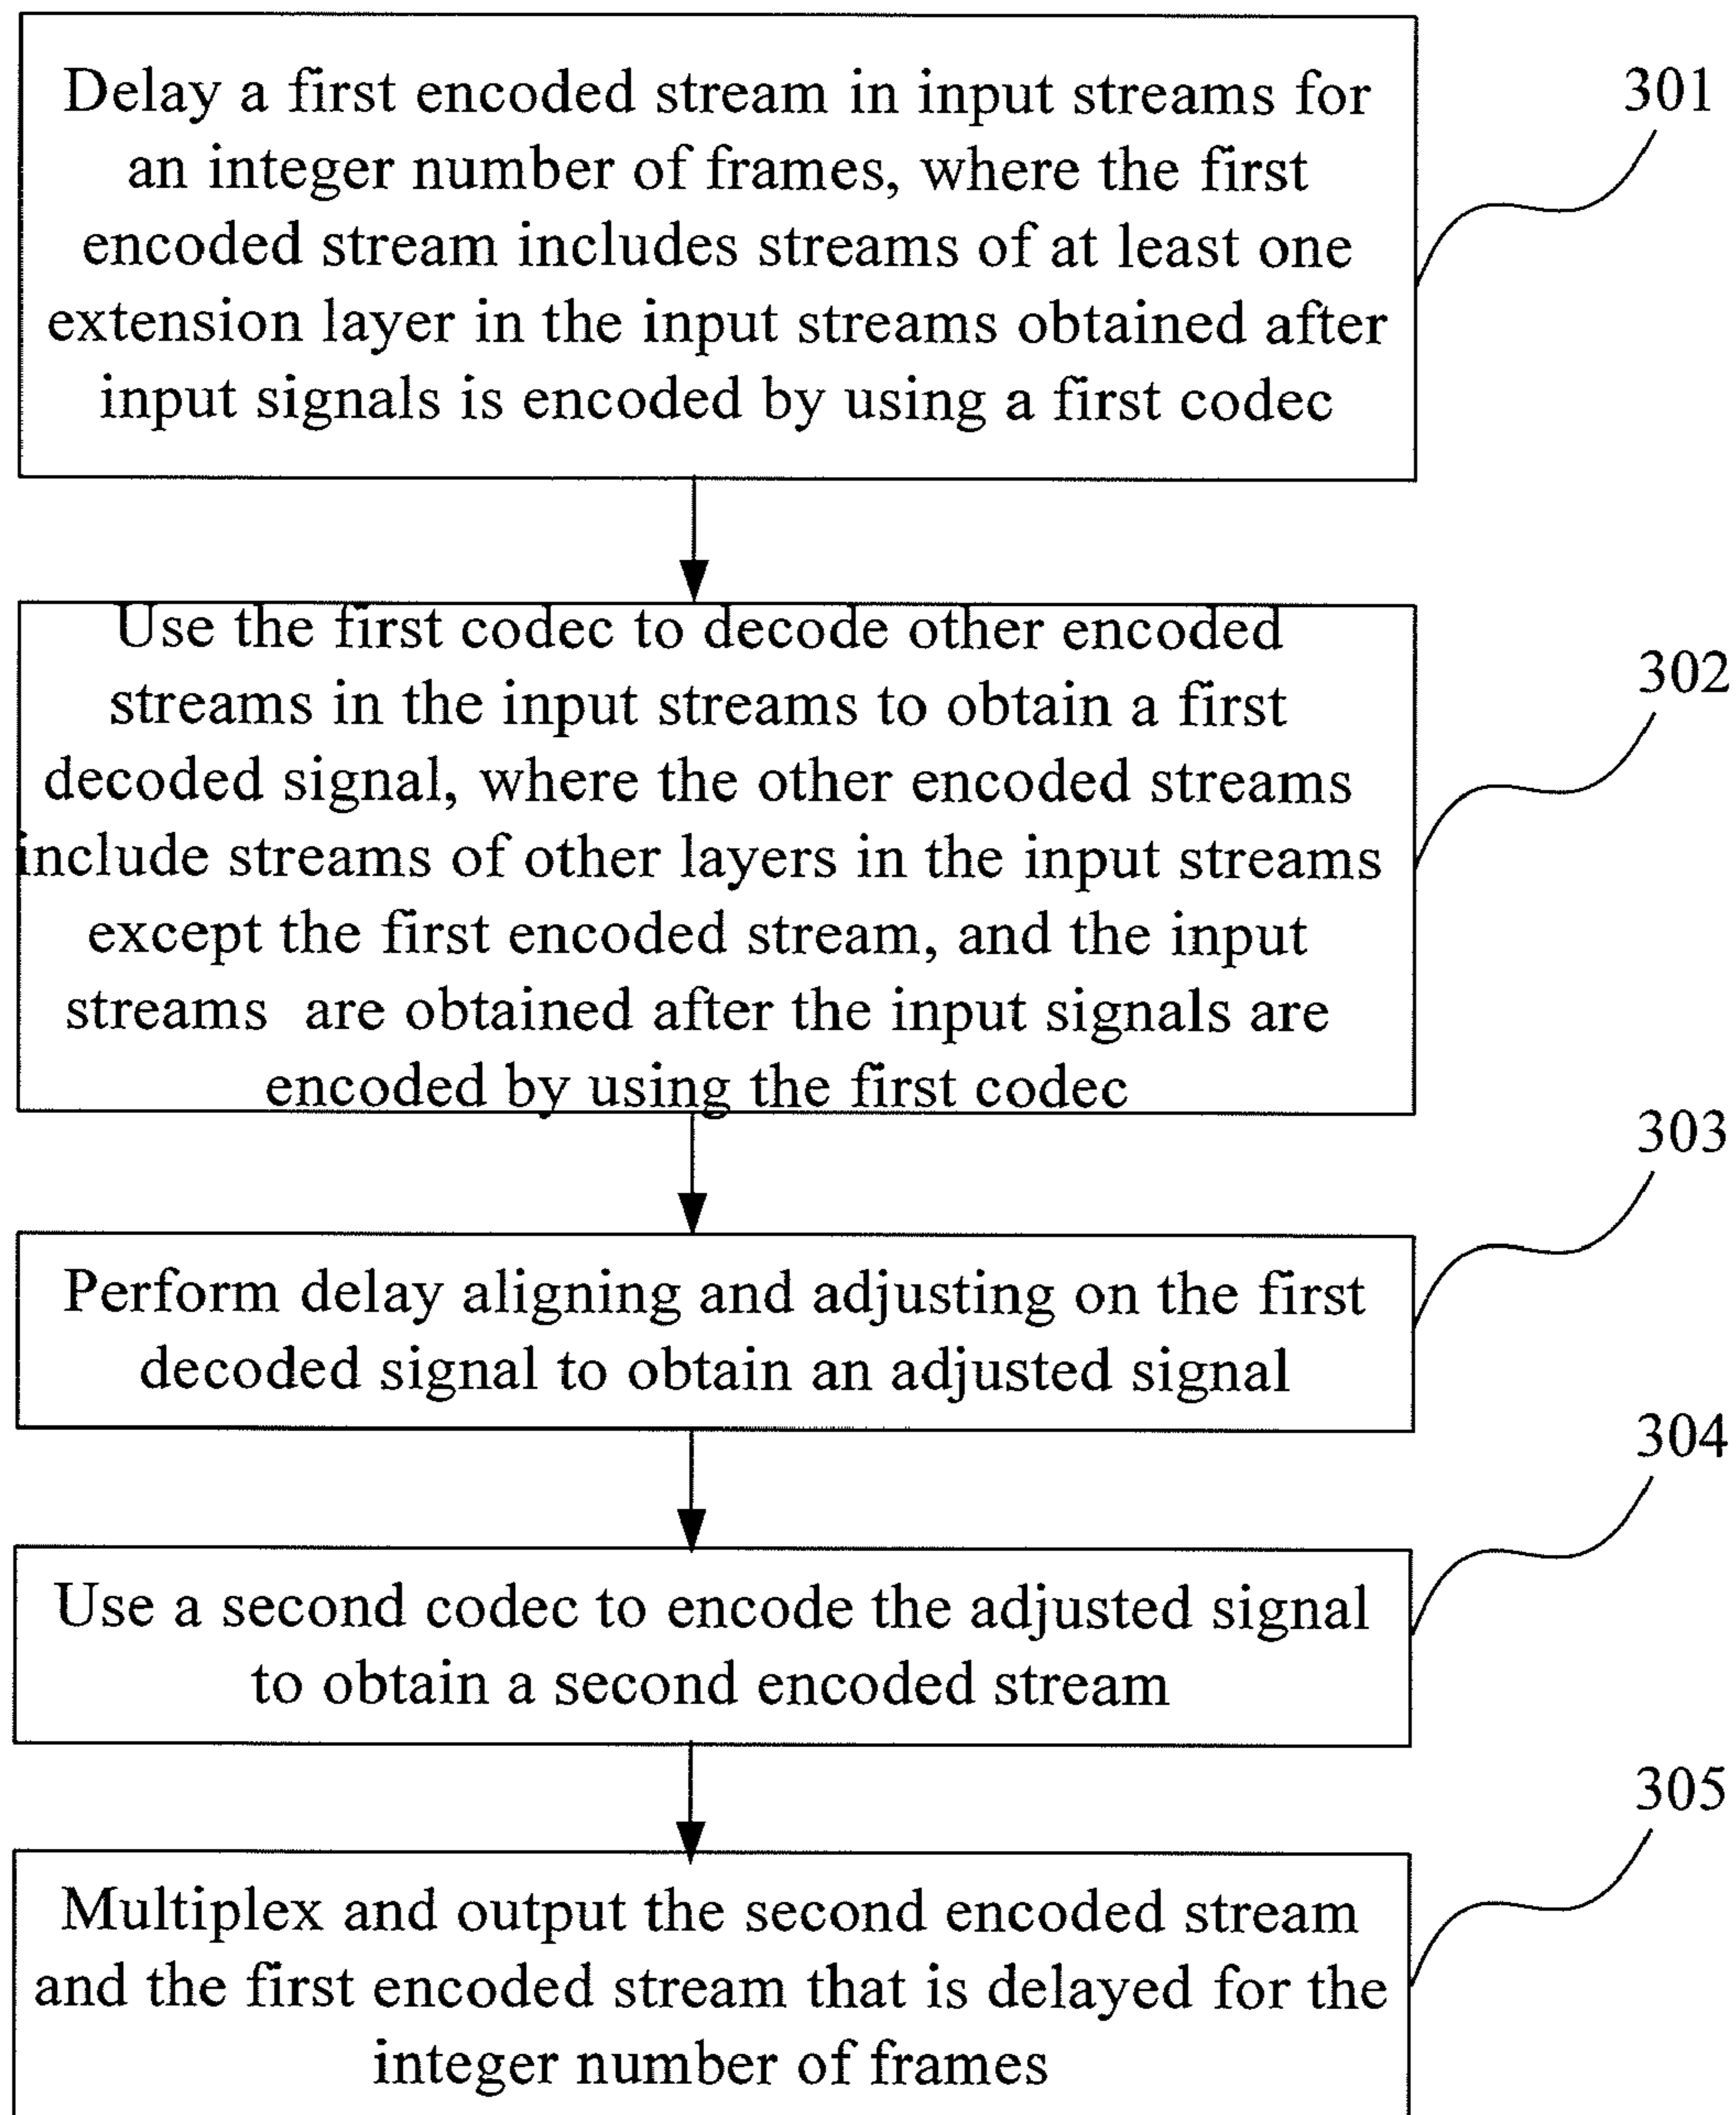 Delay a first encoded stream in input streams for
an integer number of frames, where the first
encoded stream includes streams of at least one
extension layer in the input streams obtained after
input signals is encoded by using a first codec
301
Use the first codec to decode other encoded
streams in the input streams to obtain a first
decoded signal, where the other encoded streams
include streams of other layers in the input streams
except the first encoded stream, and the input
streams are obtained after the input signals are
encoded by using the first codec
302
Perform delay aligning and adjusting on the first
decoded signal to obtain an adjusted signal
303
Use a second codec to encode the adjusted signal
to obtain a second encoded stream
304
Multiplex and output the second encoded stream
and the first encoded stream that is delayed for the
integer number of frames
305